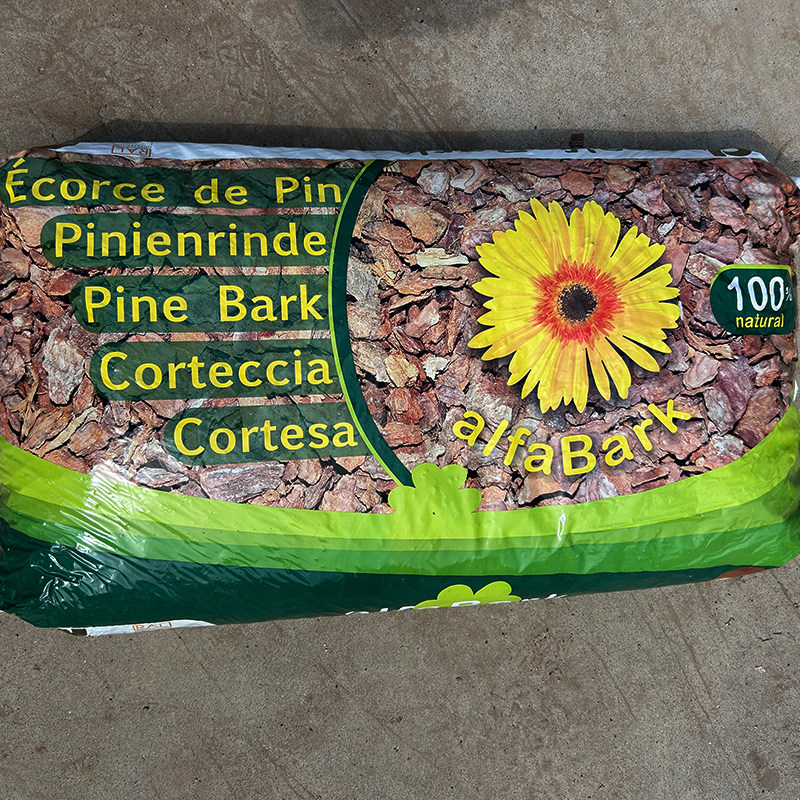 Écorce de Pin
Pinienrinde
Pine Bark
Corteccia
Cortesa
100%
natural
alfaBark